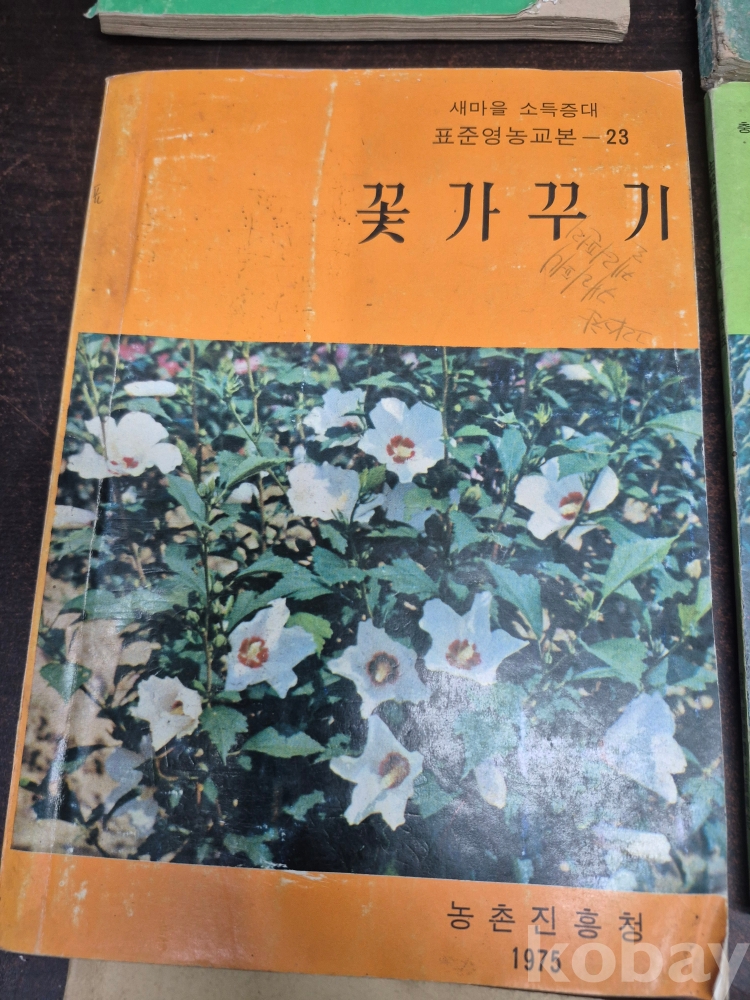 새마을 소득증대
표준영농교본-23
꽃가꾸기
농촌진흥청
1975
kobay